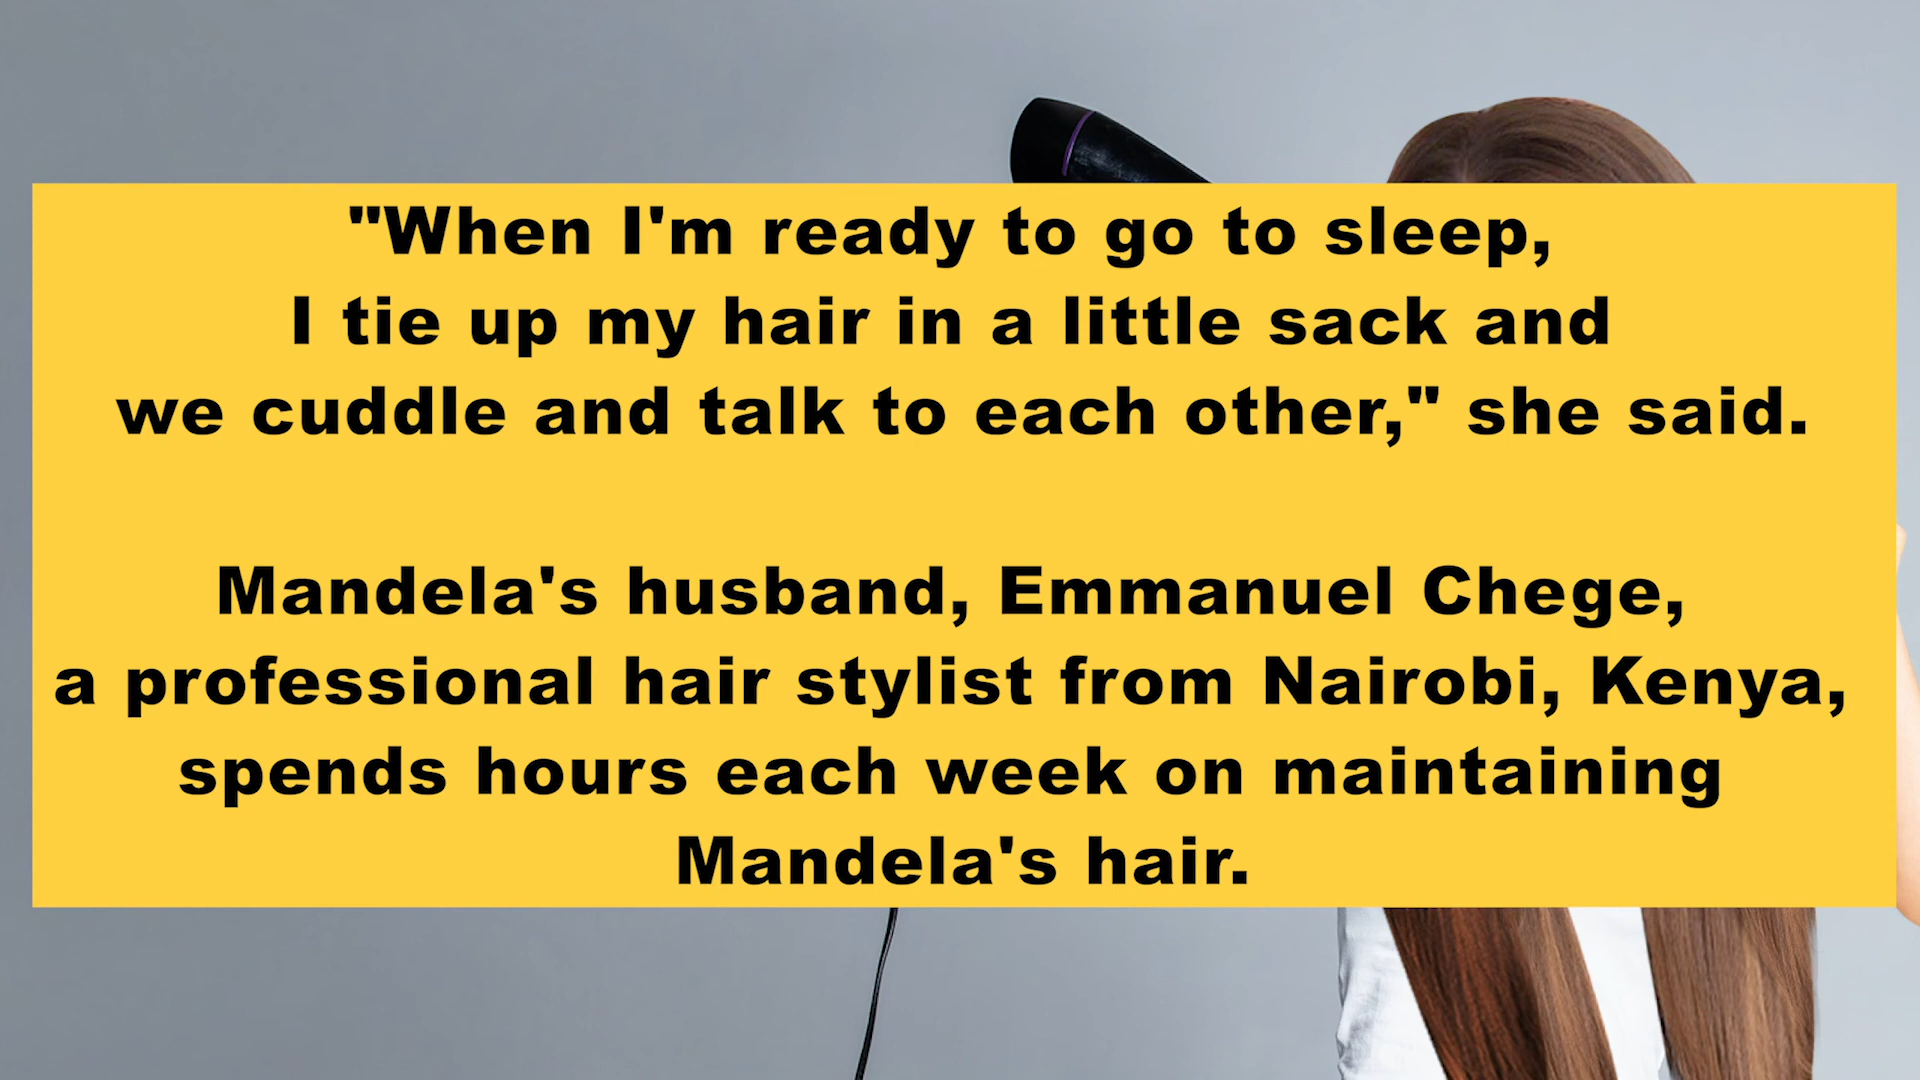 "When I'm ready to go to sleep,
I tie up my hair in a little sack and
we cuddle and talk to each other," she said.
Mandela's husband, Emmanuel Chege,
a professional hair stylist from Nairobi, Kenya,
spends hours each week on maintaining
Mandela's hair.